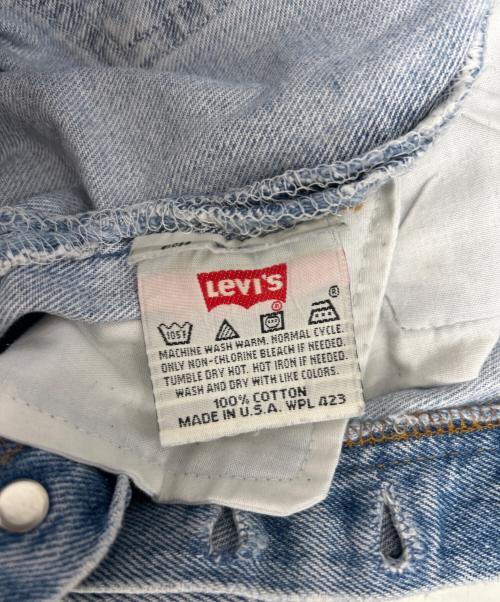 Levi's
®
105F
®
MACHINE WASH WARM. NORMAL CYCLE.
ONLY NON-CHLORINE BLEACH IF NEEDED.
TUMBLE DRY HOT. HOT IRON IF NEEDED.
WASH AND DRY WITH LIKE COLORS.
100% COTTON
MADE IN U.S.A. WPL 423